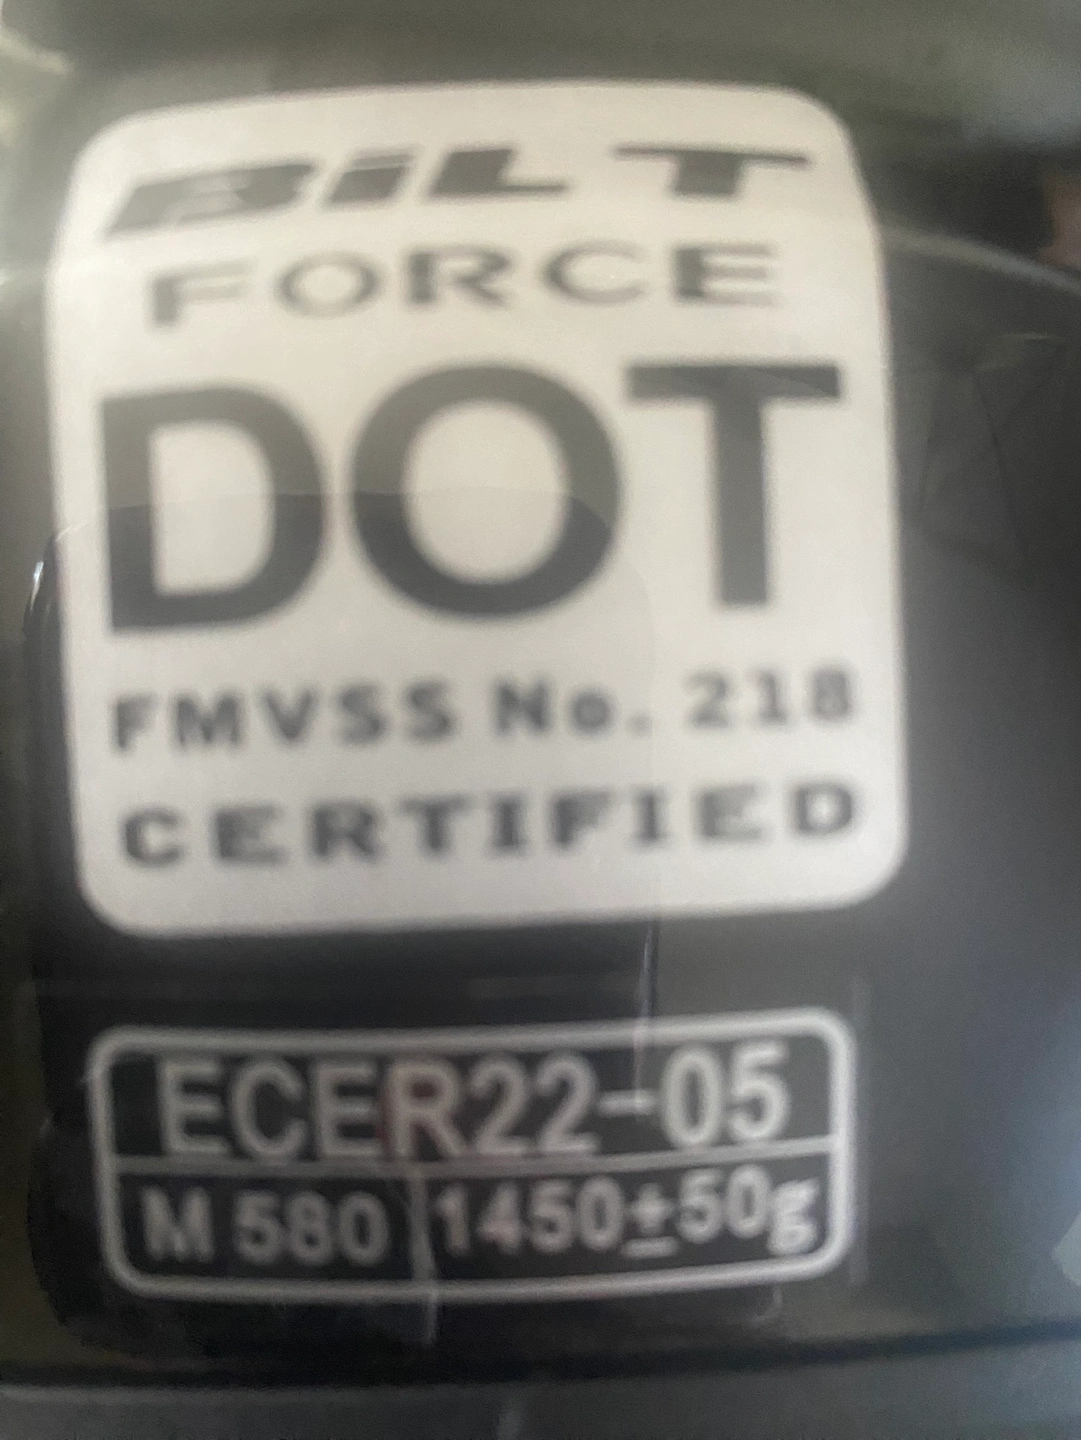 BiLT
FORCE
DOT
FMVSS No. 218
CERTIFIED
ECER22-05
M 580 1450±50g